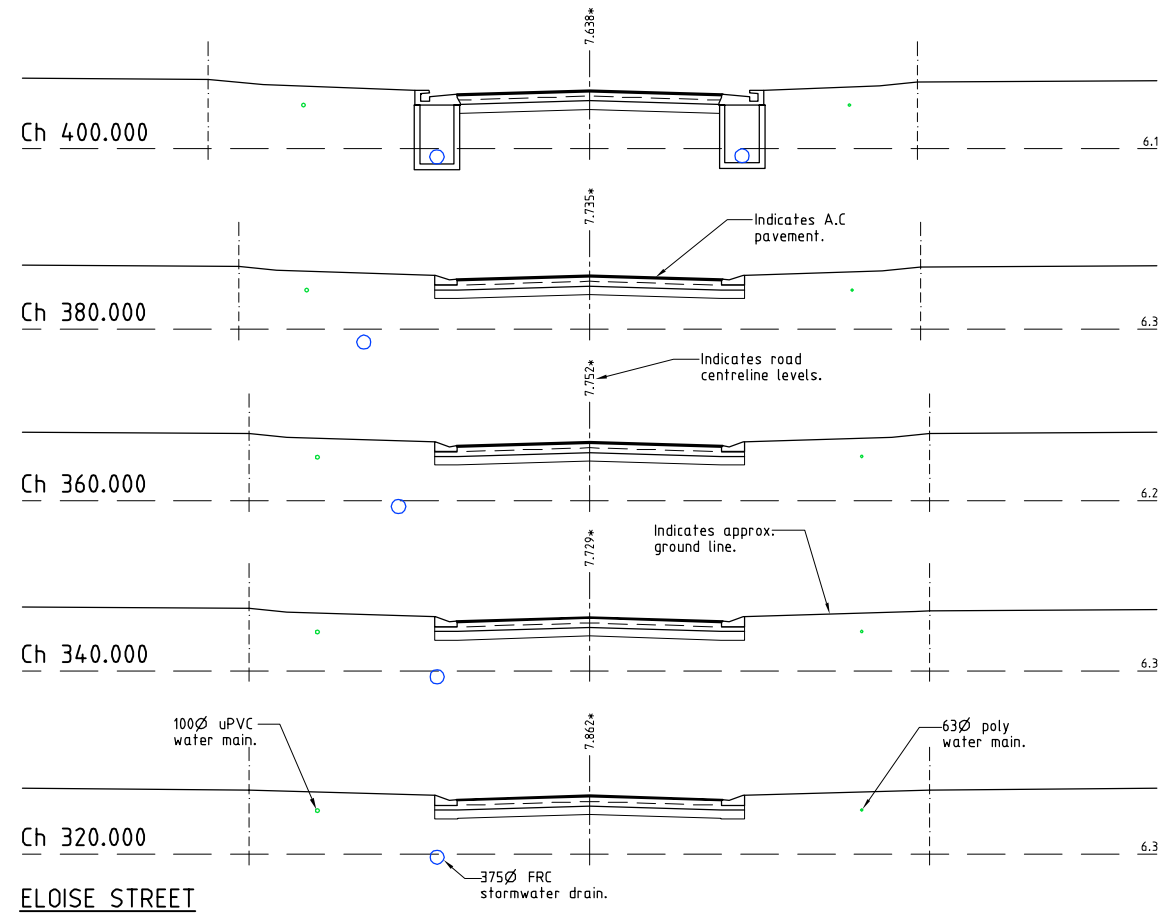 7.638*
Ch 400.000
6.1
7.735*
Indicates A.C
pavement.
Ch 380.000
6.3
7.752*
Indicates road
centreline levels.
Ch 360.000
6.2
7.729*
Indicates approx.
ground line.
Ch 340.000
6.3
100Ø uPVC
water main.
7.862*
63Ø poly
water main.
Ch 320.000
6.3
375Ø FRC
stormwater drain.
ELOISE STREET